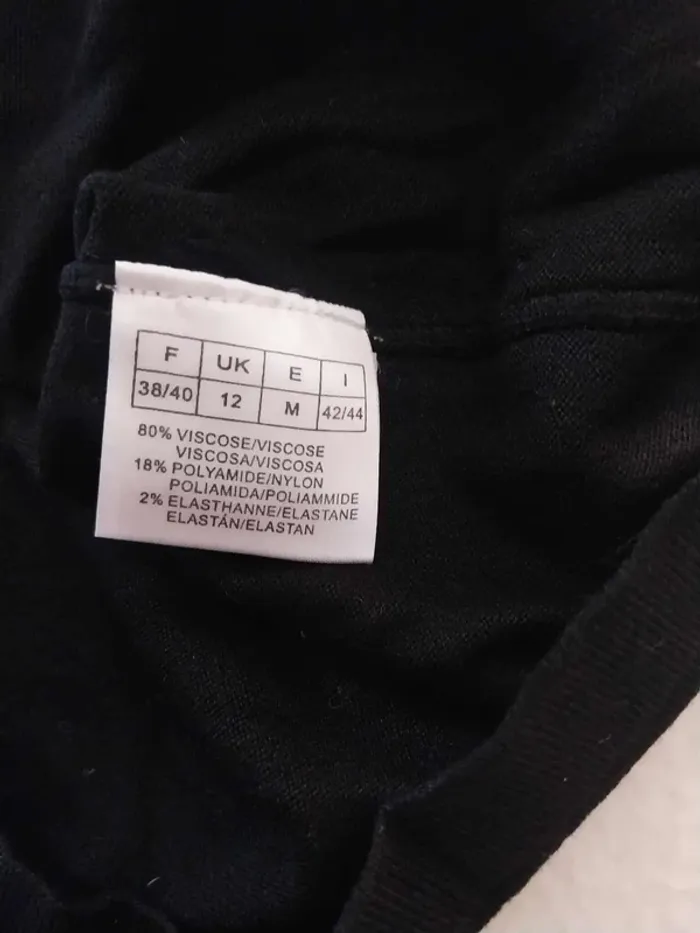 F UK E I
38/40 12 M 42/44
80% VISCOSE/VISCOSE
VISCOSA/VISCOSA
18% POLYAMIDE/NYLON
POLIAMIDA/POLIAMMIDE
2% ELASTHANNE/ELASTANE
ELASTÁN/ELASTAN